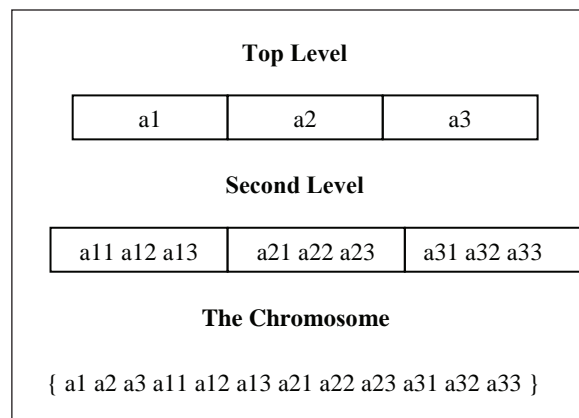 Top Level
a1 a2 a3
Second Level
a11 a12 a13 a21 a22 a23 a31 a32 a33
The Chromosome
{ a1 a2 a3 a11 a12 a13 a21 a22 a23 a31 a32 a33 }